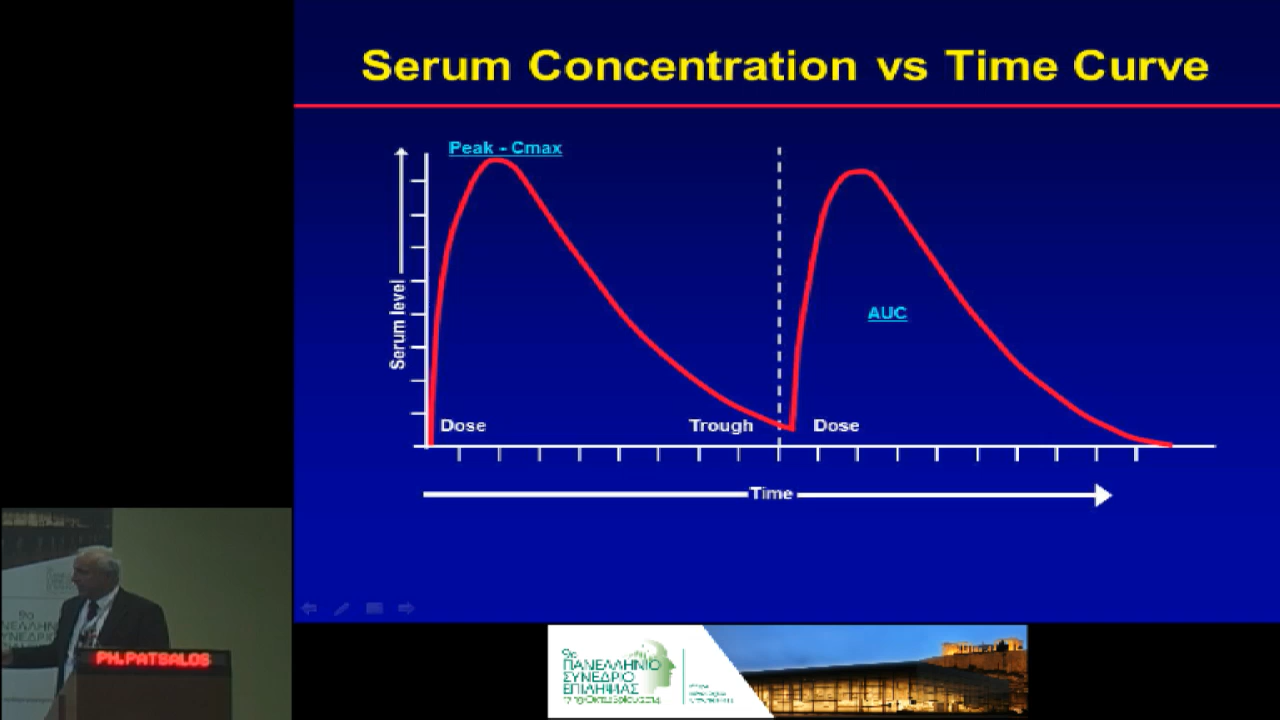 Serum Concentration vs Time Curve
Peak - Cmax
Serum level
AUC
Dose
Trough
Dose
Time
PH.PATSALOS
9ο
ΠΑΝΕΛΛΗΝΙΟ
ΣΥΝΕΔΡΙΟ
ΕΠΙΛΗΨΙΑΣ